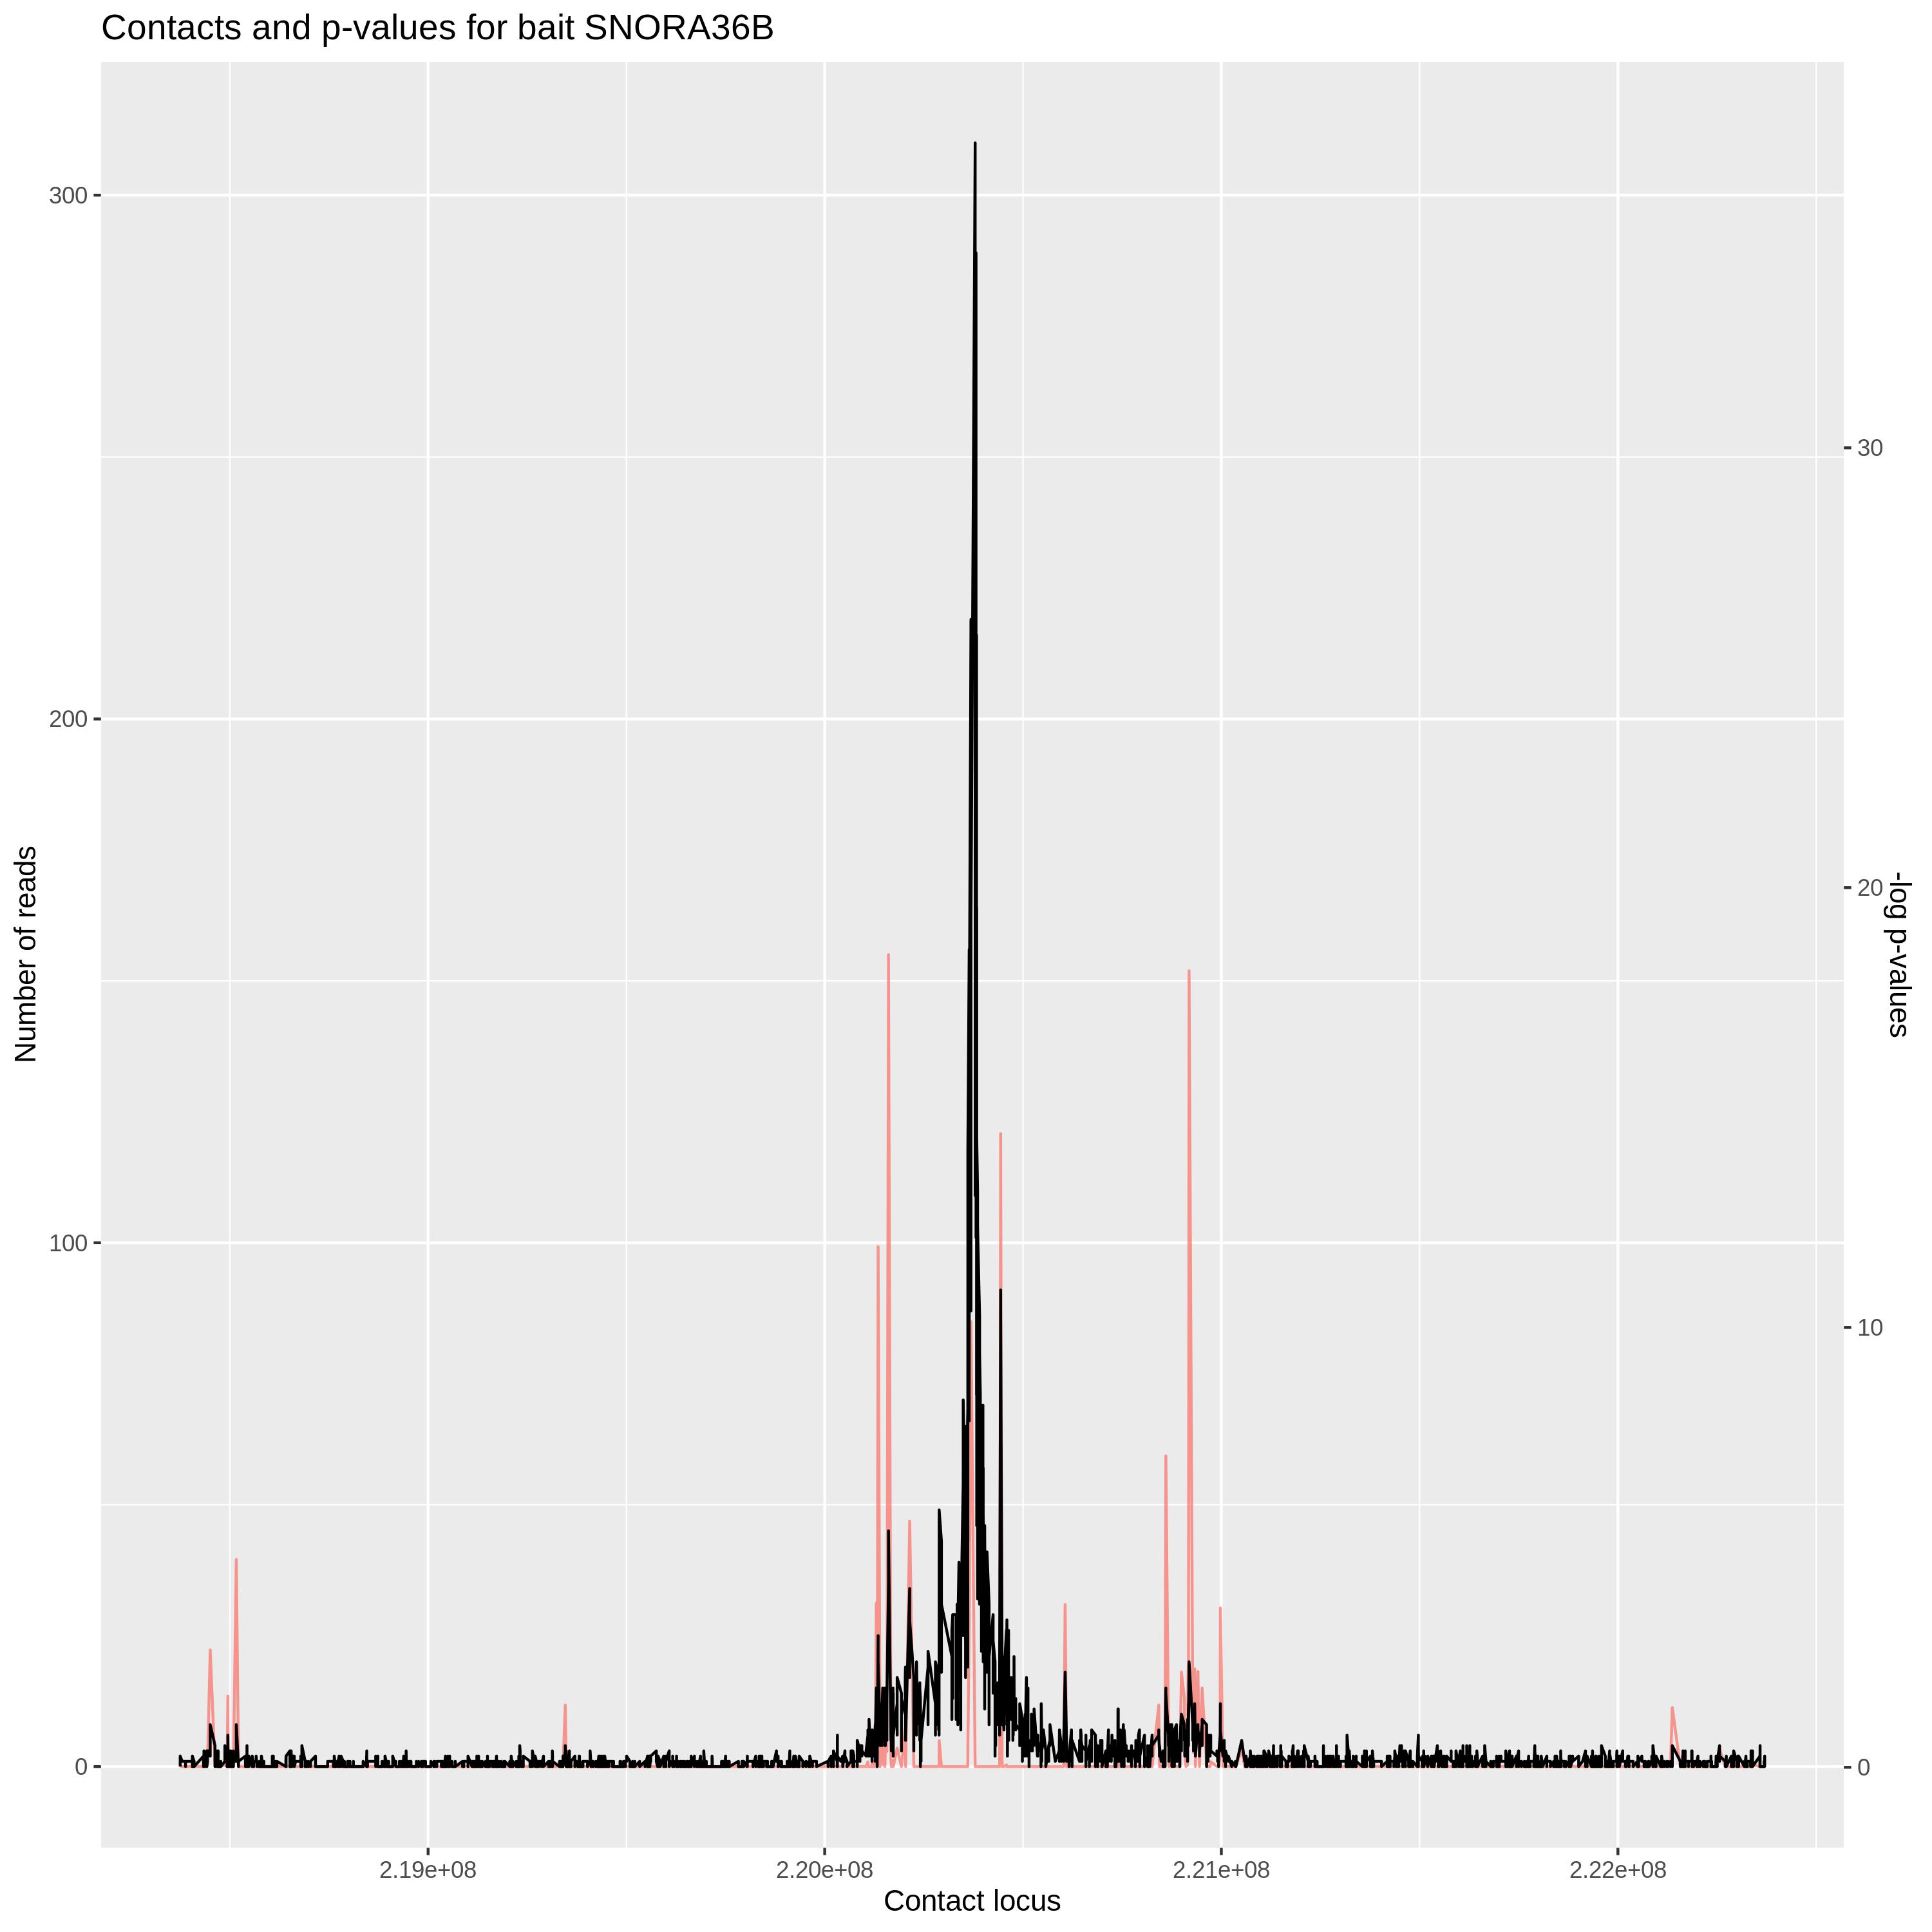 Contacts and p-values for bait SNORA36B
300
200
100
0
Number of reads
30
20
10
0
-log p-values
2.19e+08 2.20e+08 2.21e+08 2.22e+08
Contact locus